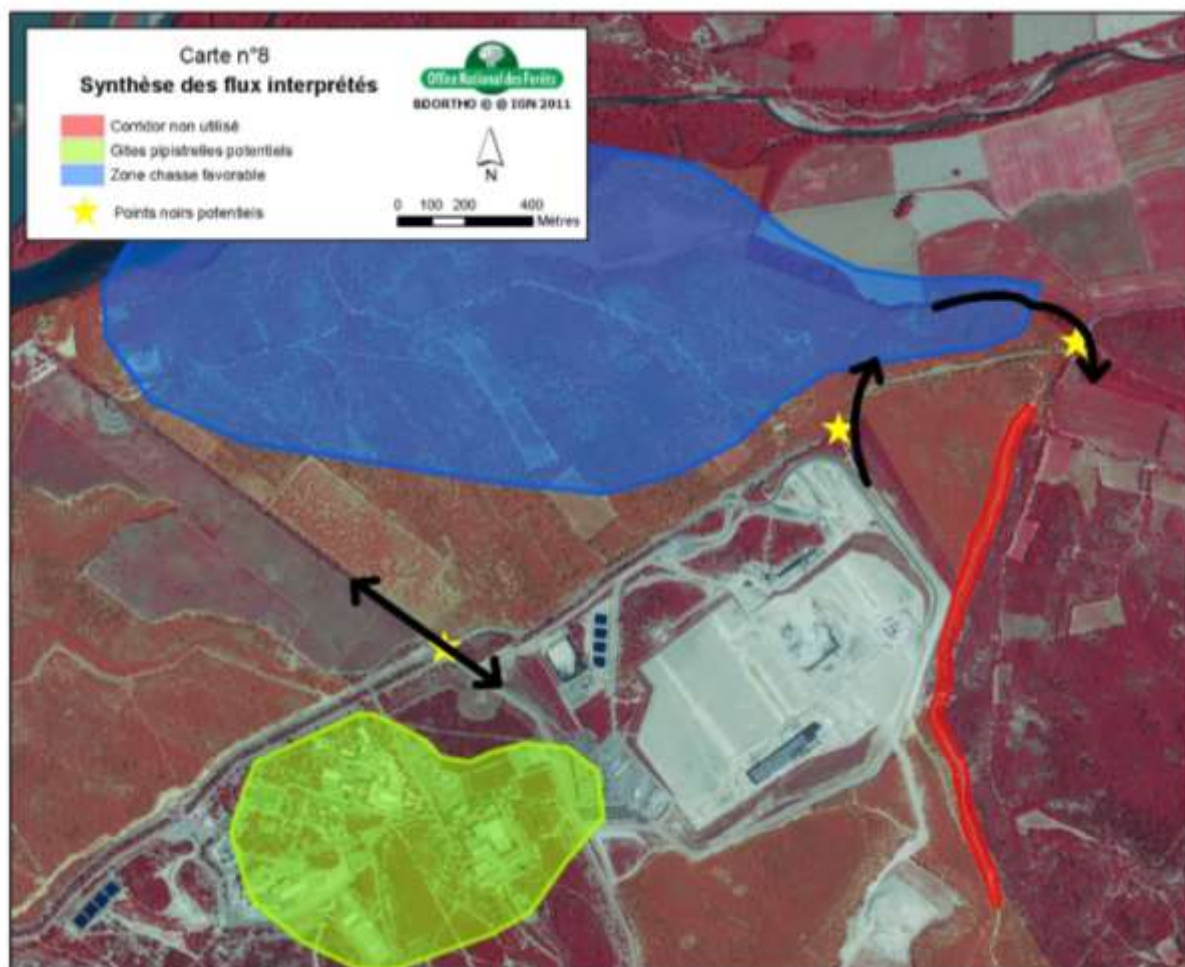 Carte n°8
Synthèse des flux interprétés
Office National des Forêts
BDORTHO © @ IGN 2011
Corridor non utilisé
Gites pipistrelles potentiels
Zone chasse favorable
Points noirs potentiels
N
0 100 200 400
Mètres